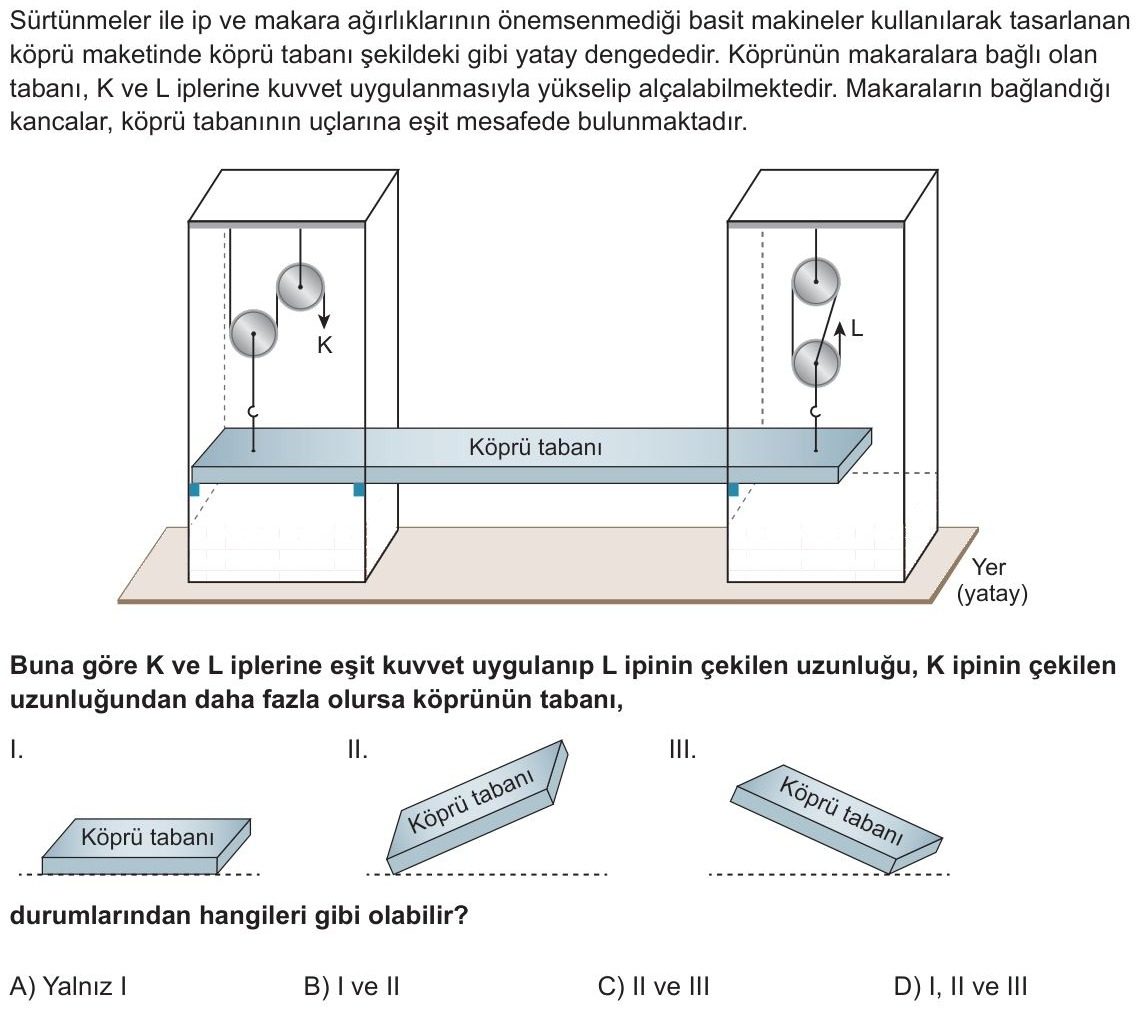 Sürtünmeler ile ip ve makara ağırlıklarının önemsenmediği basit makineler kullanılarak tasarlanan
köprü maketinde köprü tabanı şekildeki gibi yatay dengededir. Köprünün makaralara bağlı olan
tabanı, K ve L iplerine kuvvet uygulanmasıyla yükselip alçalabilmektedir. Makaraların bağlandığı
kancalar, köprü tabanının uçlarına eşit mesafede bulunmaktadır.
K
L
Köprü tabanı
Yer
(yatay)
Buna göre K ve L iplerine eşit kuvvet uygulanıp L ipinin çekilen uzunluğu, K ipinin çekilen
uzunluğundan daha fazla olursa köprünün tabanı,
I.
Köprü tabanı
II.
Köprü tabanı
III.
Köprü tabanı
durumlarından hangileri gibi olabilir?
A) Yalnız I
B) I ve II
C) II ve III
D) I, II ve III